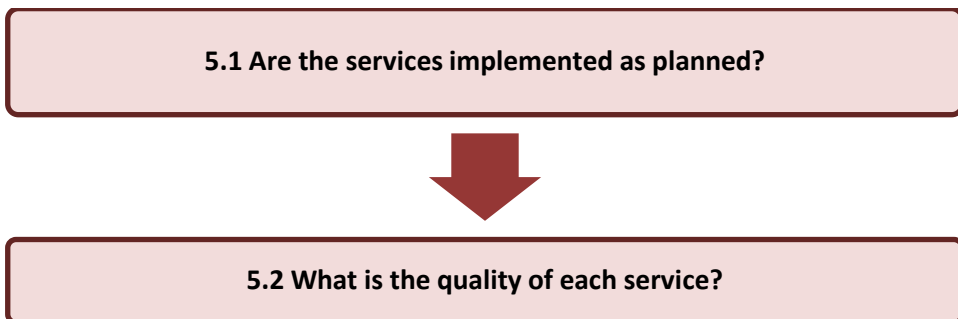 5.1 Are the services implemented as planned?
5.2 What is the quality of each service?